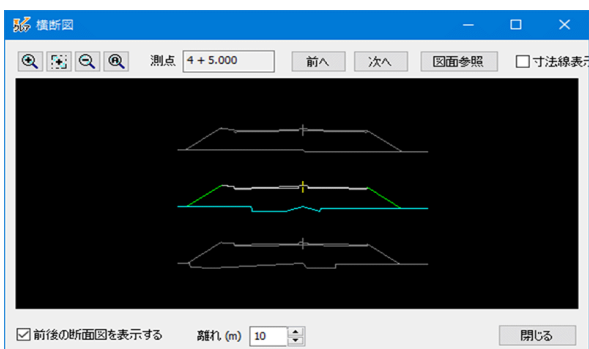 横断図
測点 4 + 5.000 前へ 次へ 図面参照 寸法線表示
前後の断面図を表示する 離れ (m) 10 閉じる